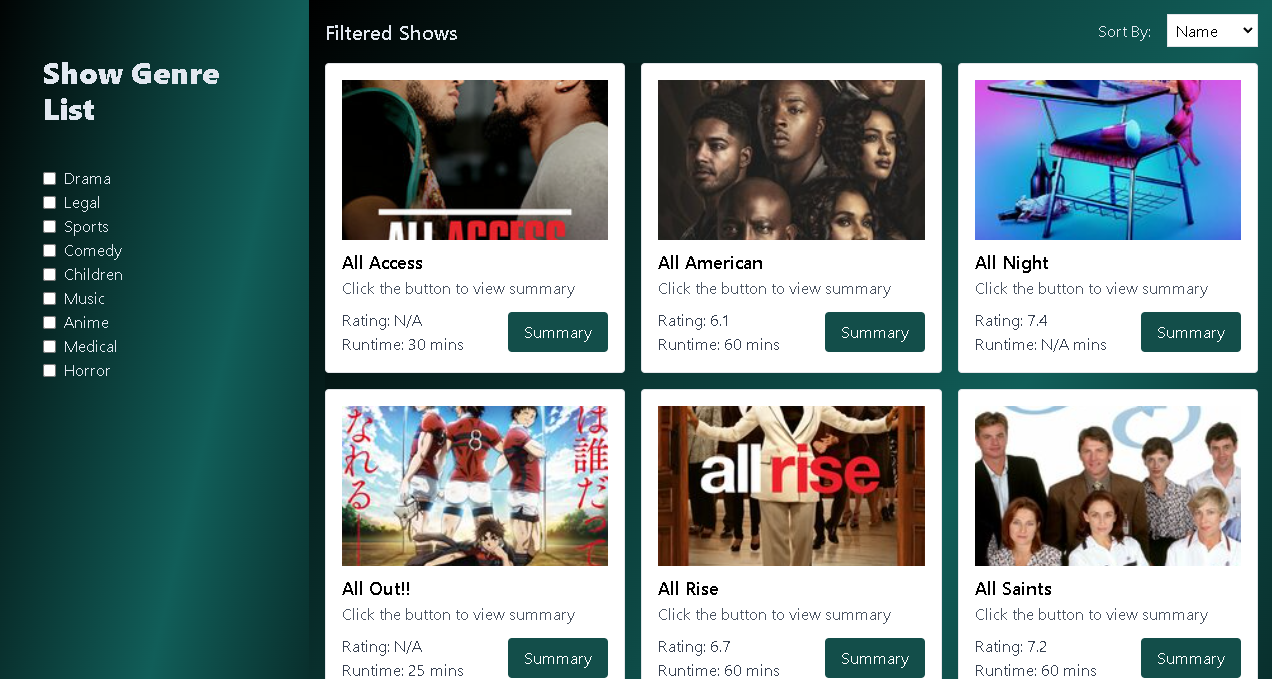 Show Genre
List
Drama
Legal
Sports
Comedy
Children
Music
Anime
Medical
Horror
Filtered Shows
Sort By:
Name
ALL ACCESS
All Access
Click the button to view summary
Rating: N/A
Runtime: 30 mins
Summary
All American
Click the button to view summary
Rating: 6.1
Runtime: 60 mins
Summary
All Night
Click the button to view summary
Rating: 7.4
Runtime: N/A mins
Summary
なれる
8
は誰だって
All Out!!
Click the button to view summary
Rating: N/A
Runtime: 25 mins
Summary
all rise
All Rise
Click the button to view summary
Rating: 6.7
Runtime: 60 mins
Summary
All Saints
Click the button to view summary
Rating: 7.2
Runtime: 60 mins
Summary